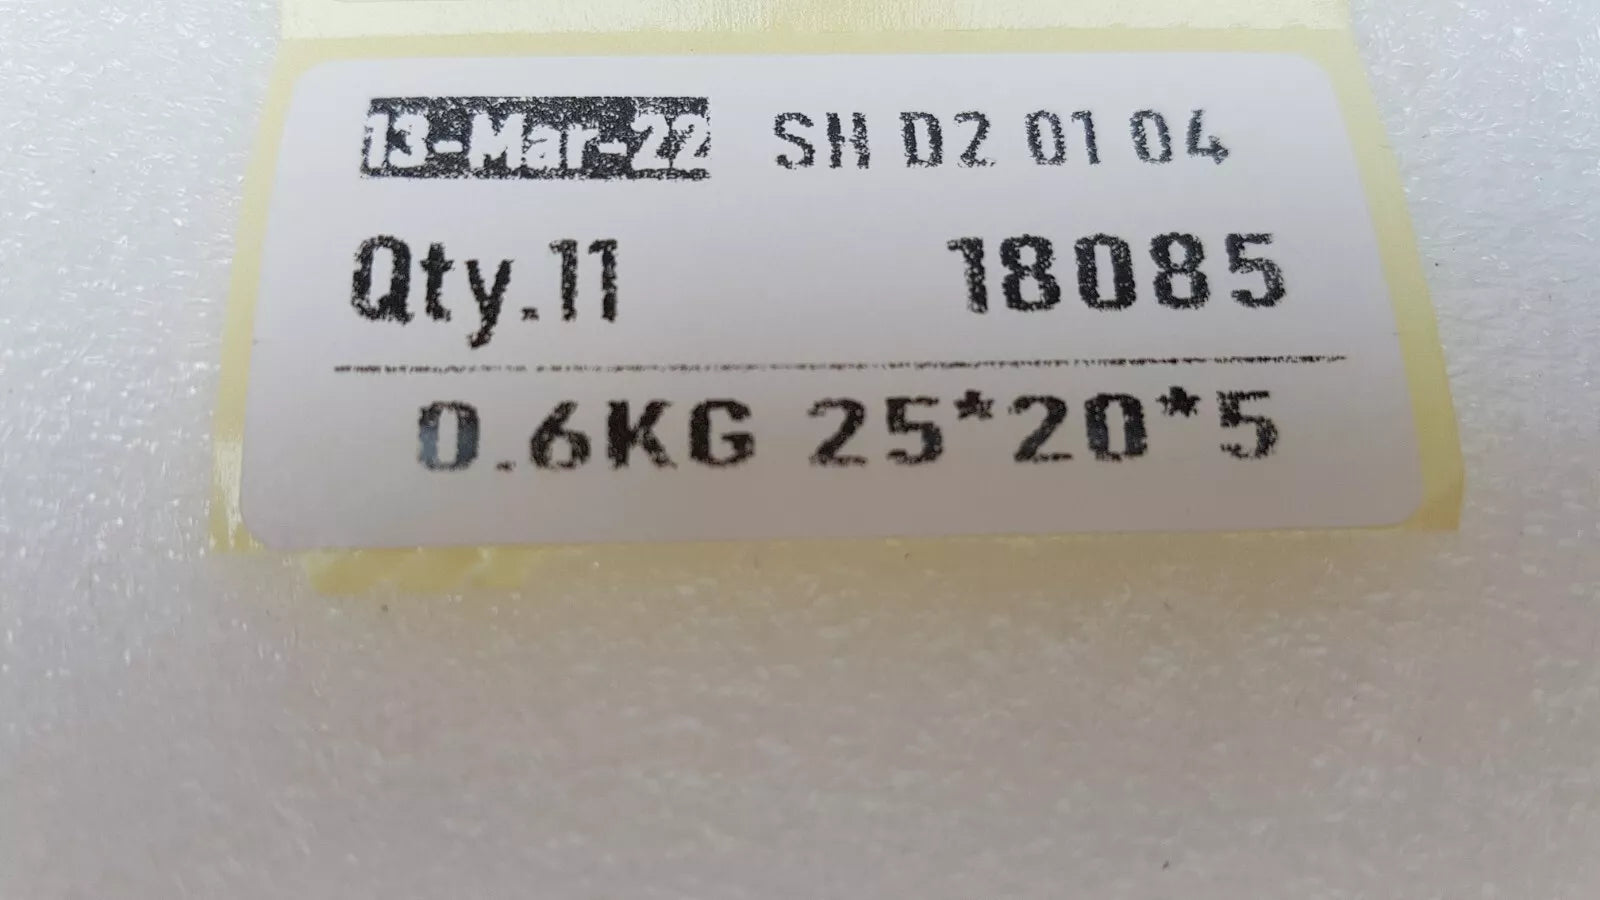 13-Mar-22 SH D2 01 04
Qty.11 18085
0.6KG 25*20*5